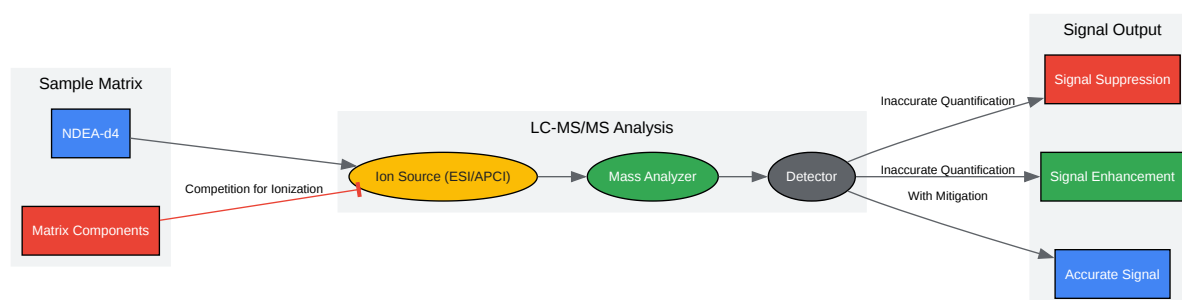 Sample Matrix
NDEA-d4
Matrix Components
Competition for Ionization
LC-MS/MS Analysis
Ion Source (ESI/APCI)
Mass Analyzer
Detector
Inaccurate Quantification
Inaccurate Quantification
With Mitigation
Signal Output
Signal Suppression
Signal Enhancement
Accurate Signal